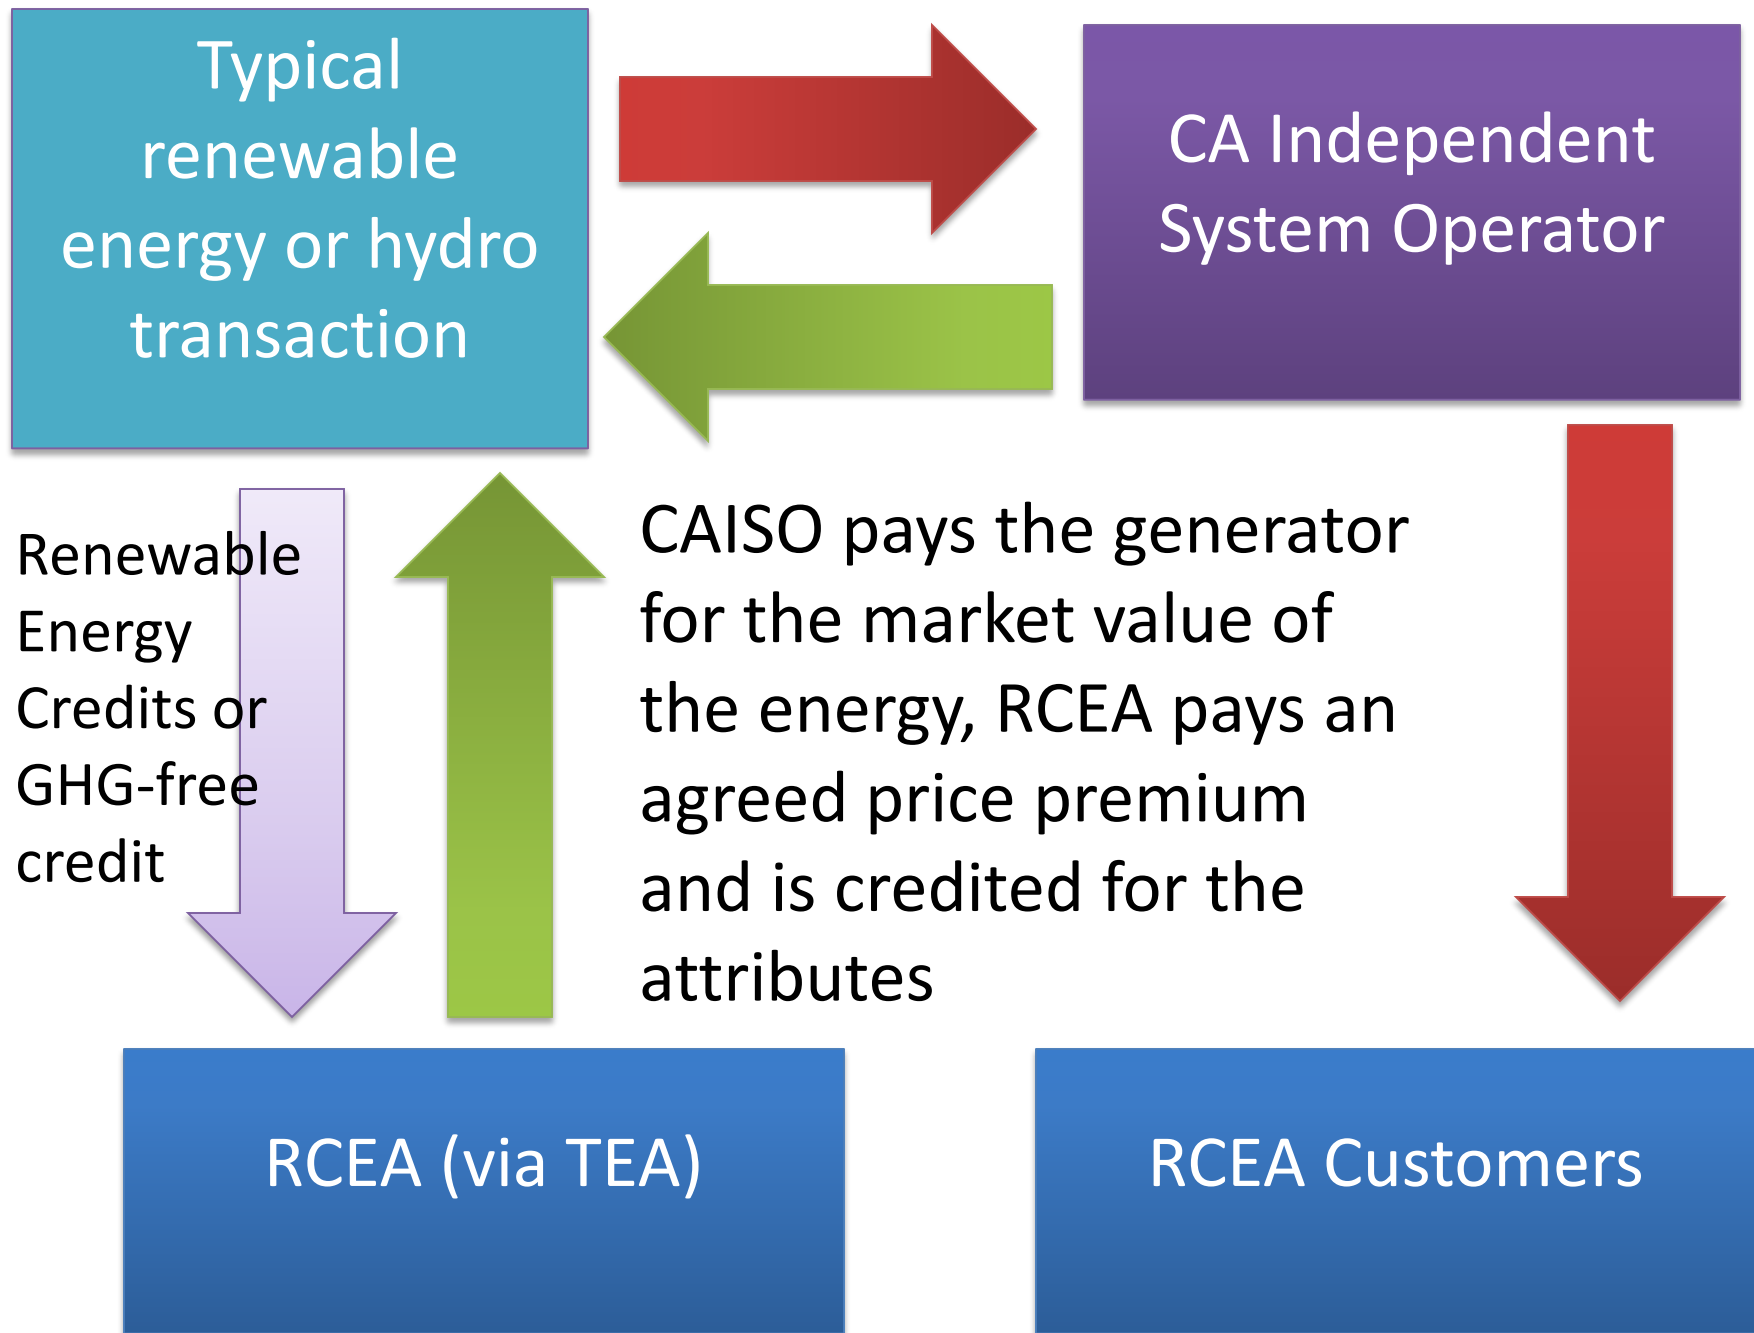 Typical
renewable
energy or hydro
transaction
CA Independent
System Operator
Renewable
Energy
Credits or
GHG-free
credit
CAISO pays the generator
for the market value of
the energy, RCEA pays an
agreed price premium
and is credited for the
attributes
RCEA (via TEA)
RCEA Customers